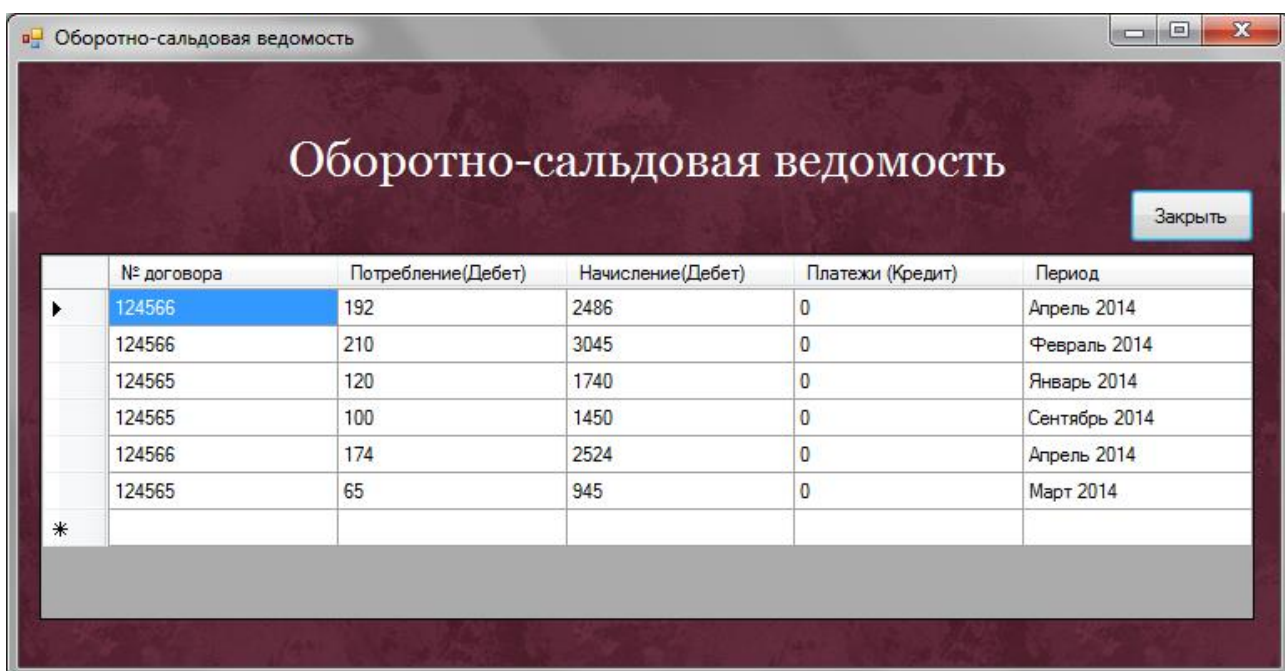 Оборотно-сальдовая ведомость
Оборотно-сальдовая ведомость
Закрыть
№ договора Потребление(Дебет) Начисление(Дебет) Платежи (Кредит) Период
124566 192 2486 0 Апрель 2014
124566 210 3045 0 Февраль 2014
124565 120 1740 0 Январь 2014
124565 100 1450 0 Сентябрь 2014
124566 174 2524 0 Апрель 2014
124565 65 945 0 Март 2014